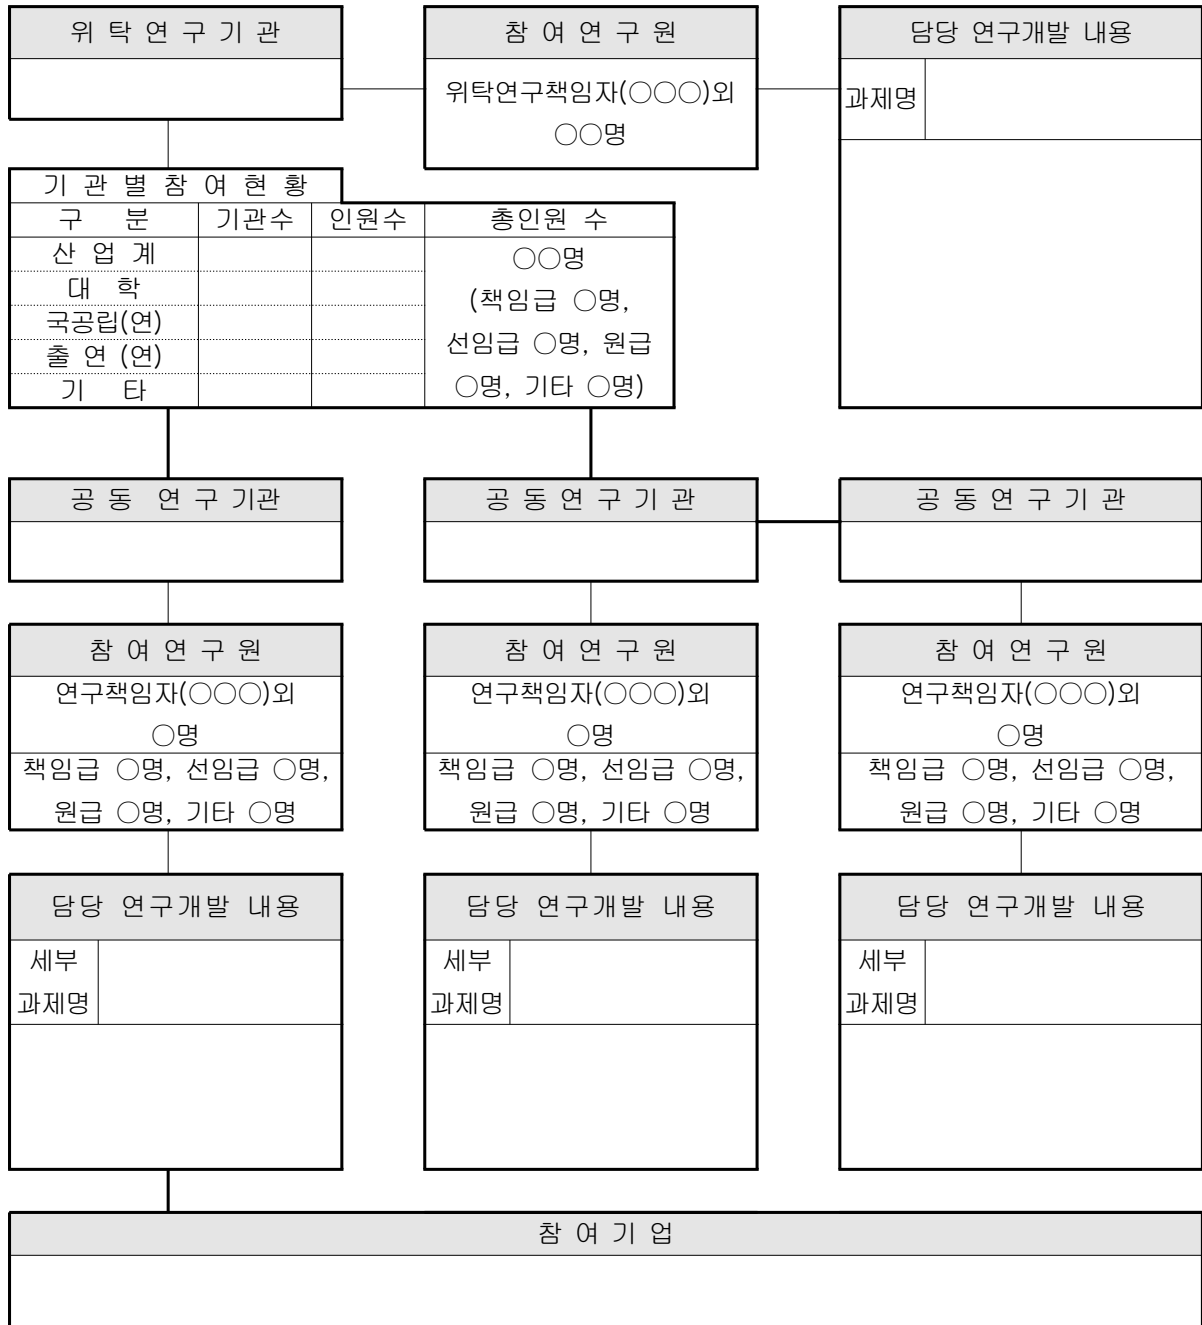 위 탁 연 구 기 관
참 여 연 구 원
위탁연구책임자(○○○)외
○○명
담당 연구개발 내용
과제명
기 관 별 참 여 현 황
구 분 기관수 인원수 총인원 수
산 업 계
대 학
국공립(연)
출 연 (연)
기 타
○○명
(책임급 ○명,
선임급 ○명, 원급
○명, 기타 ○명)
공 동 연 구 기관
공 동 연 구 기 관
공 동 연 구 기 관
참 여 연 구 원
연구책임자(○○○)외
○명
책임급 ○명, 선임급 ○명,
원급 ○명, 기타 ○명
참 여 연 구 원
연구책임자(○○○)외
○명
책임급 ○명, 선임급 ○명,
원급 ○명, 기타 ○명
참 여 연 구 원
연구책임자(○○○)외
○명
책임급 ○명, 선임급 ○명,
원급 ○명, 기타 ○명
담당 연구개발 내용
세부
과제명
담당 연구개발 내용
세부
과제명
담당 연구개발 내용
세부
과제명
참 여 기 업